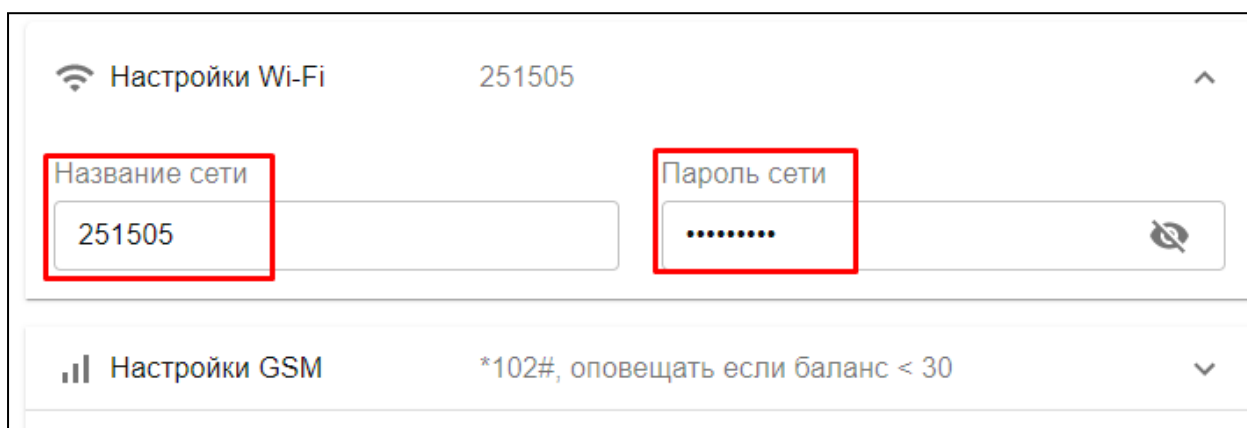 Настройки Wi-Fi 251505
Название сети Пароль сети
251505 •••••••••
Настройки GSM *102#, оповещать если баланс < 30